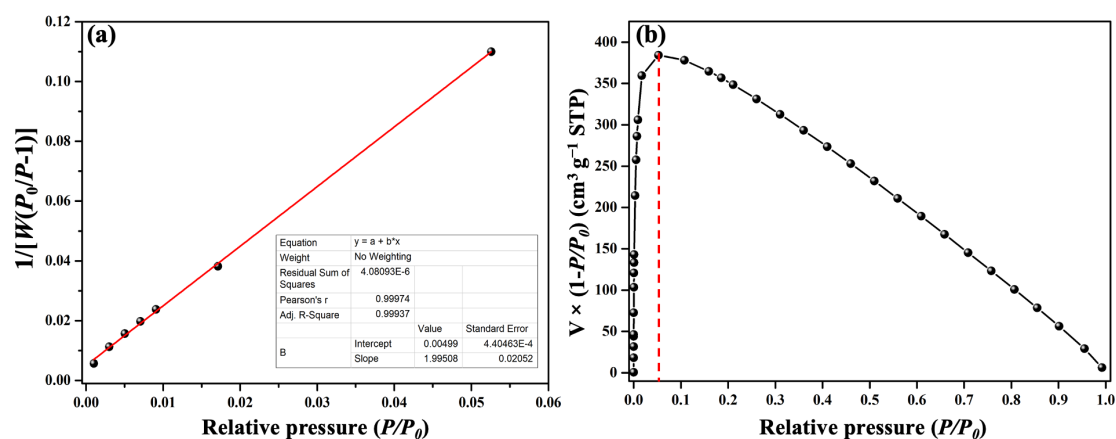 (a)
1/[W(P₀/P-1)]
0.12
0.10
0.08
0.06
0.04
0.02
0.00
0.00 0.01 0.02 0.03 0.04 0.05 0.06
Relative pressure (P/P₀)
Equation y = a + b*x
Weight No Weighting
Residual Sum of Squares 4.08093E-6
Pearson's r 0.99974
Adj. R-Square 0.99937
Value Standard Error
B Intercept 0.00499 4.40463E-4
Slope 1.99508 0.02052
(b)
V × (1-P/P₀) (cm³ g⁻¹ STP)
400
350
300
250
200
150
100
50
0
0.0 0.1 0.2 0.3 0.4 0.5 0.6 0.7 0.8 0.9 1.0
Relative pressure (P/P₀)